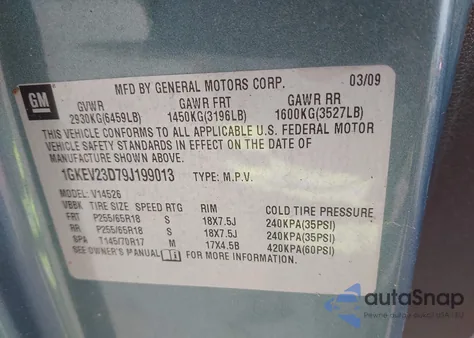 MFD BY GENERAL MOTORS CORP. 03/09
GM
GVWR GAWR FRT GAWR RR
2930KG(6459LB) 1450KG(3196LB) 1600KG(3527LB)
THIS VEHICLE CONFORMS TO ALL APPLICABLE U.S. FEDERAL MOTOR
VEHICLE SAFETY STANDARDS IN EFFECT ON THE DATE OF
MANUFACTURE SHOWN ABOVE.
1GKEV23D79J199013 TYPE: M.P.V.
V14526
VBBK TIRE SIZE SPEED RTG RIM COLD TIRE PRESSURE
FRT P255/65R18 S 18X7.5J 240KPA(35PSI)
RR P255/65R18 S 18X7.5J 240KPA(35PSI)
SPA T145/70R17 M 17X4.5B 420KPA(60PSI)
SEE OWNER'S MANUAL FOR MORE INFORMATION.
autoSnap